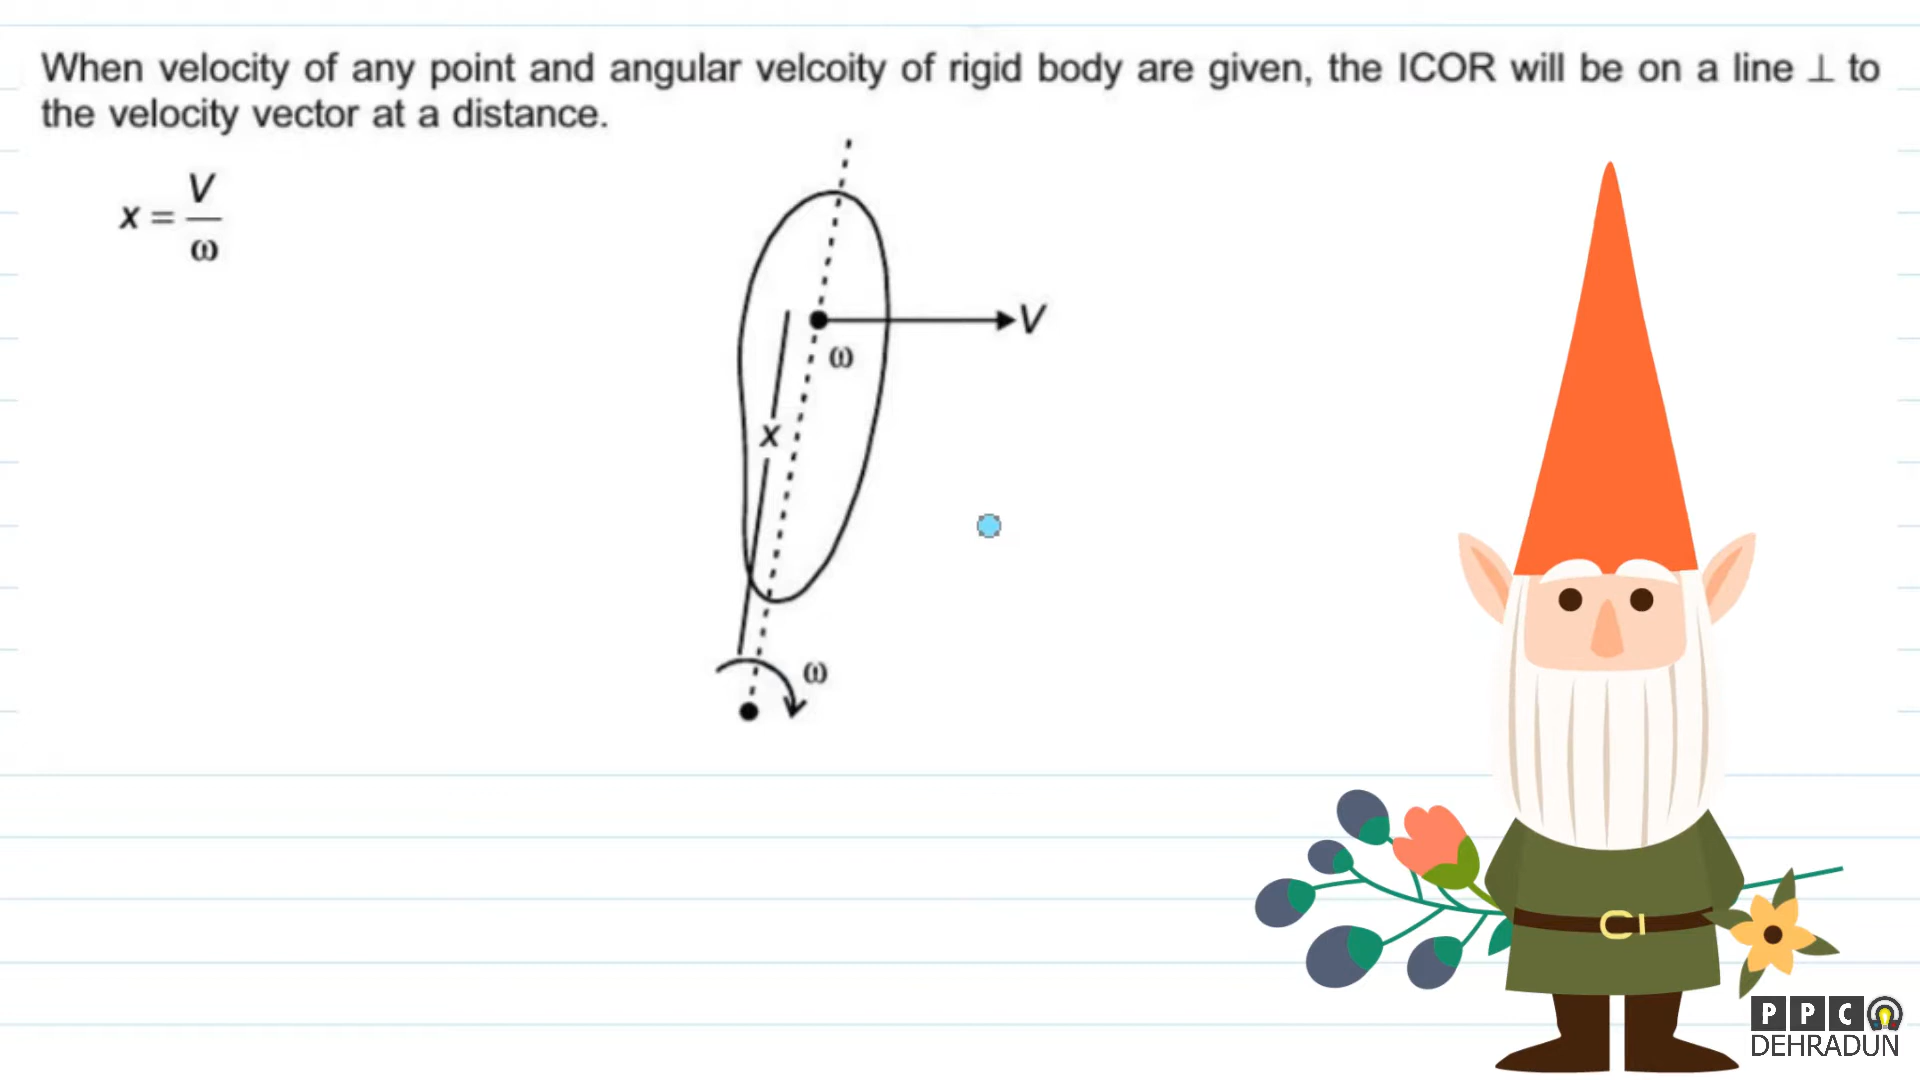 When velocity of any point and angular velcoity of rigid body are given, the ICOR will be on a line ⊥ to
the velocity vector at a distance.
x = V/ω
V
ω
x
ω
PPC
DEHRADUN